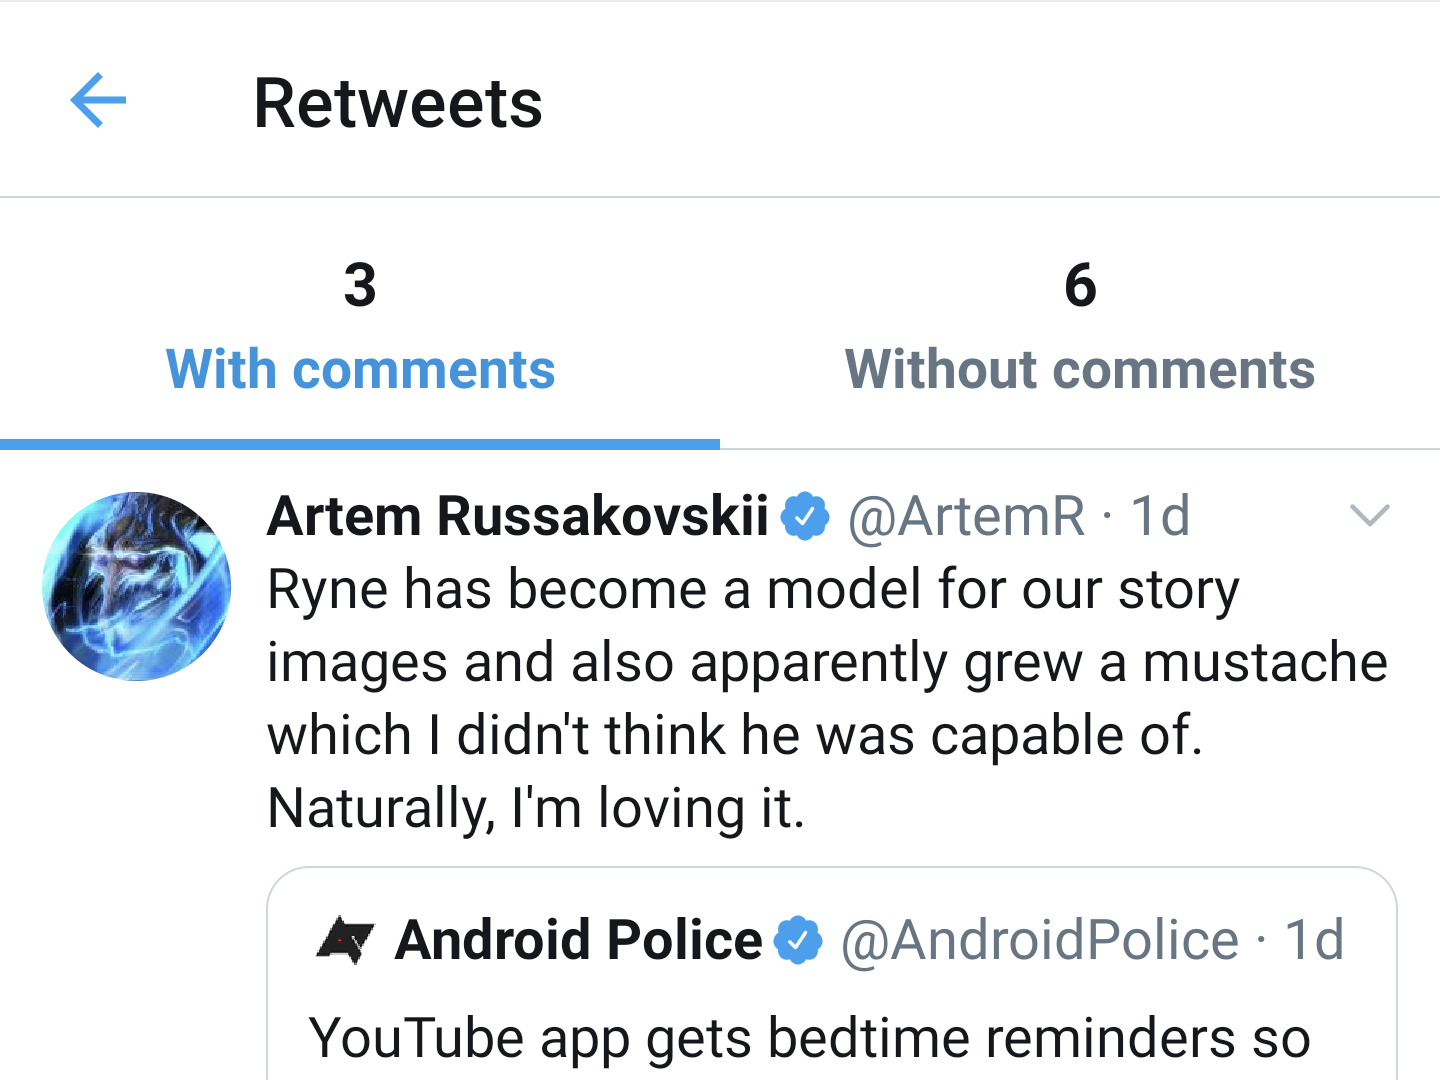 Retweets
3
With comments
6
Without comments
Artem Russakovskii @ArtemR · 1d
Ryne has become a model for our story
images and also apparently grew a mustache
which I didn't think he was capable of.
Naturally, I'm loving it.
Android Police @AndroidPolice · 1d
YouTube app gets bedtime reminders so